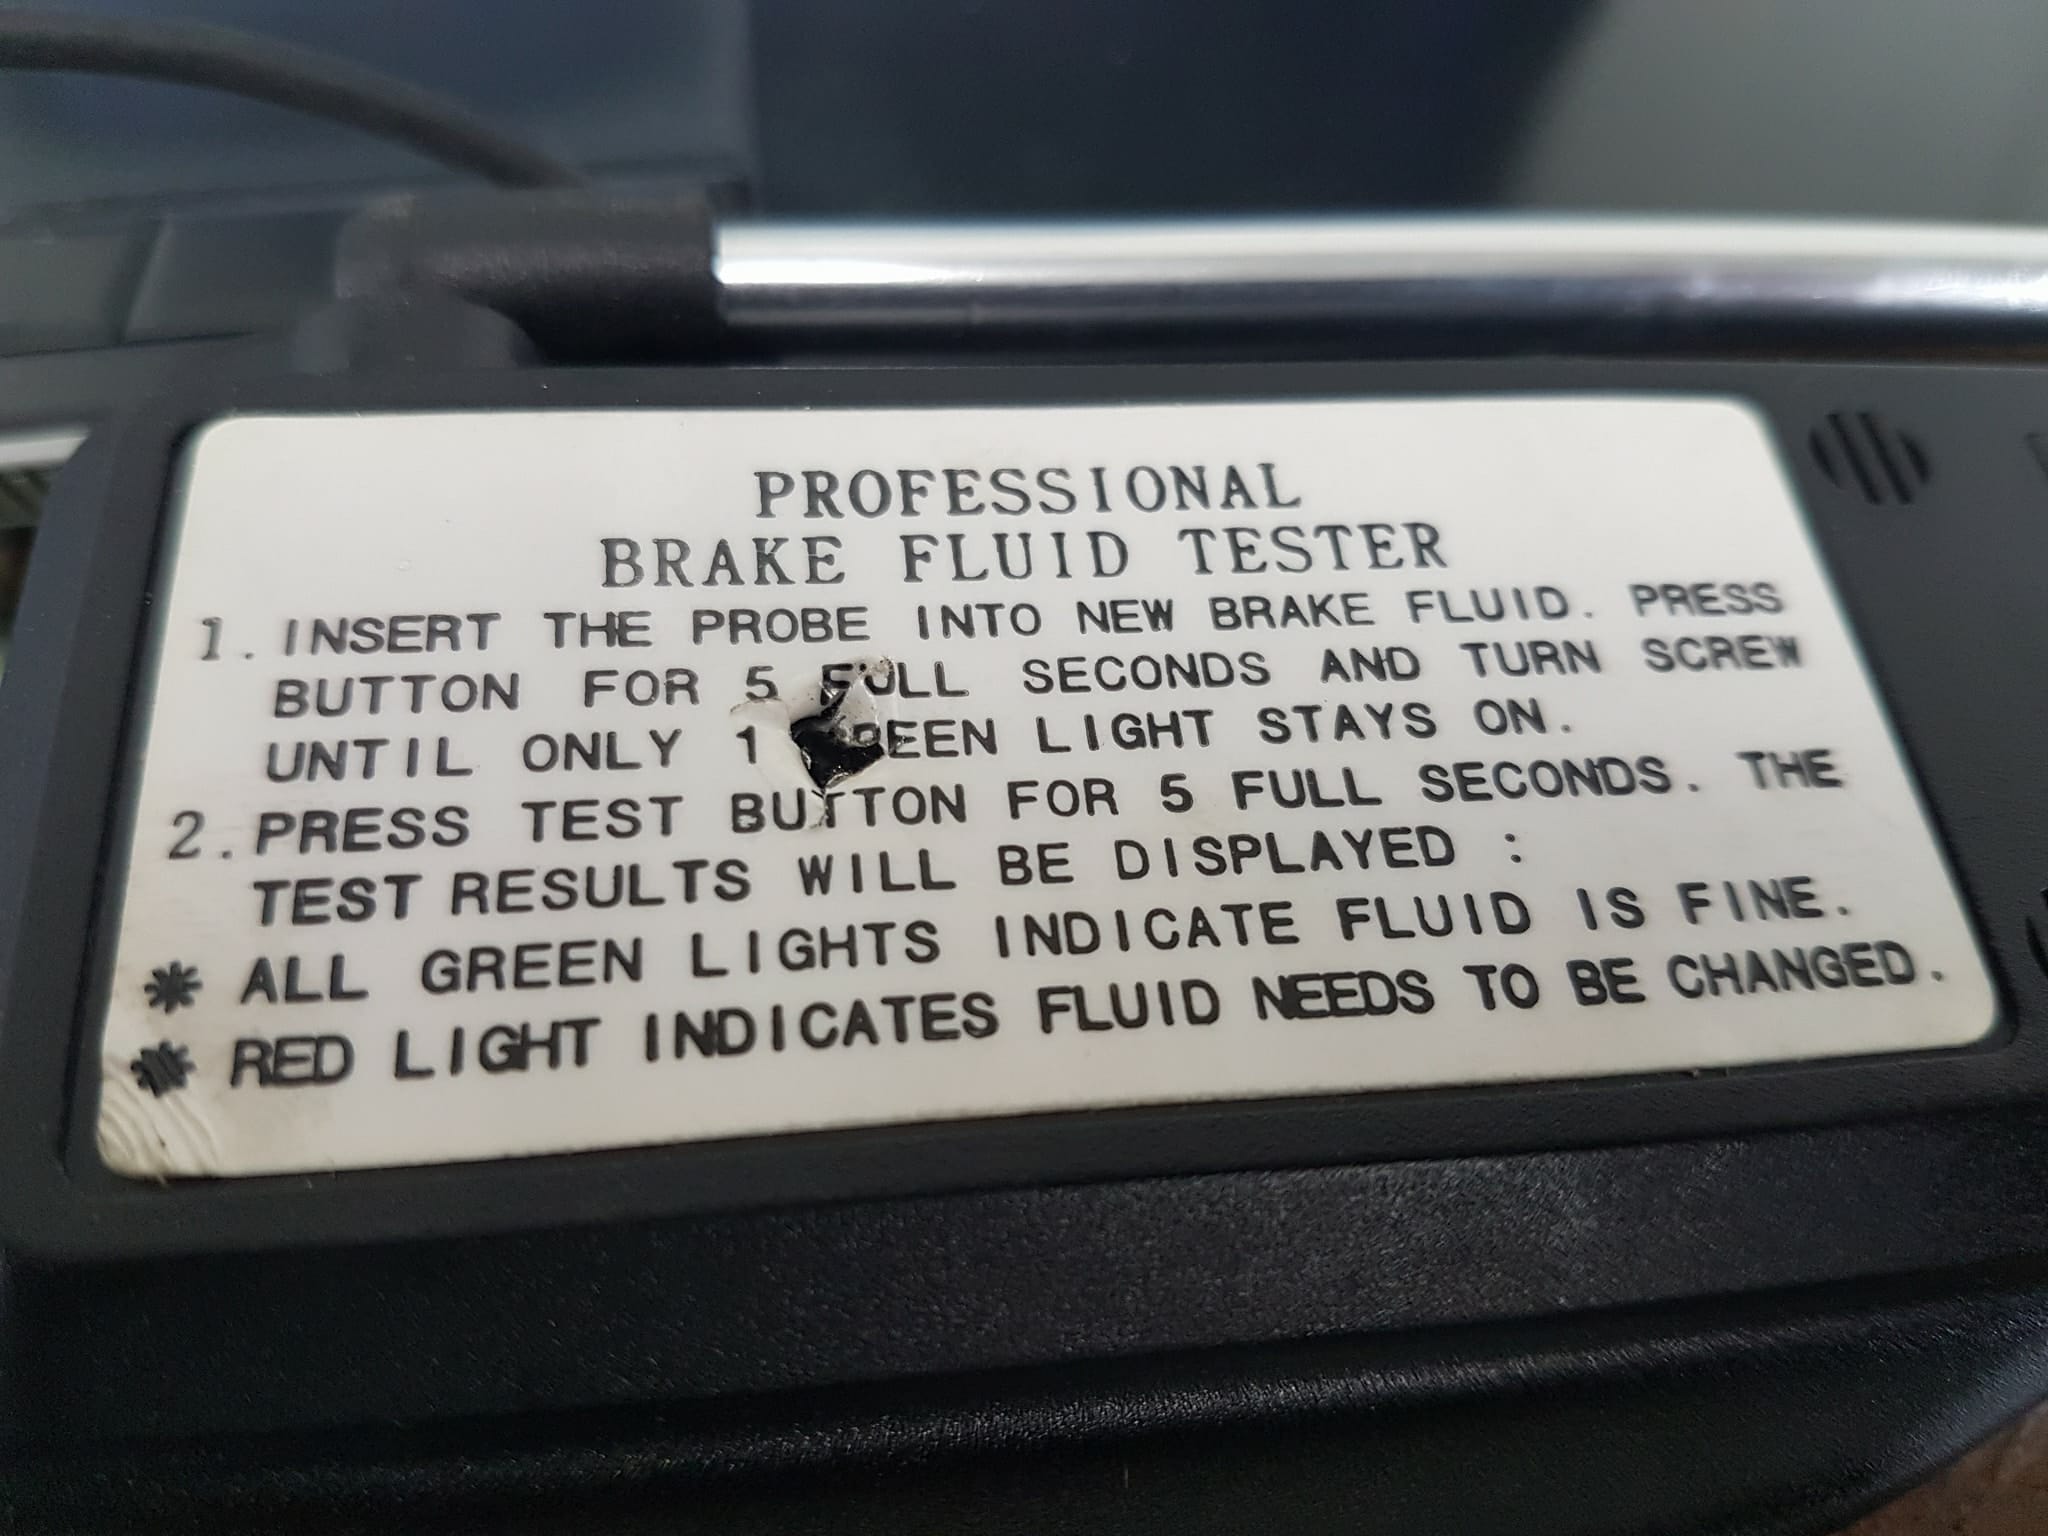 PROFESSIONAL
BRAKE FLUID TESTER
1. INSERT THE PROBE INTO NEW BRAKE FLUID. PRESS
BUTTON FOR 5 FULL SECONDS AND TURN SCREW
UNTIL ONLY 1 GREEN LIGHT STAYS ON.
2. PRESS TEST BUTTON FOR 5 FULL SECONDS. THE
TEST RESULTS WILL BE DISPLAYED :
* ALL GREEN LIGHTS INDICATE FLUID IS FINE.
* RED LIGHT INDICATES FLUID NEEDS TO BE CHANGED.